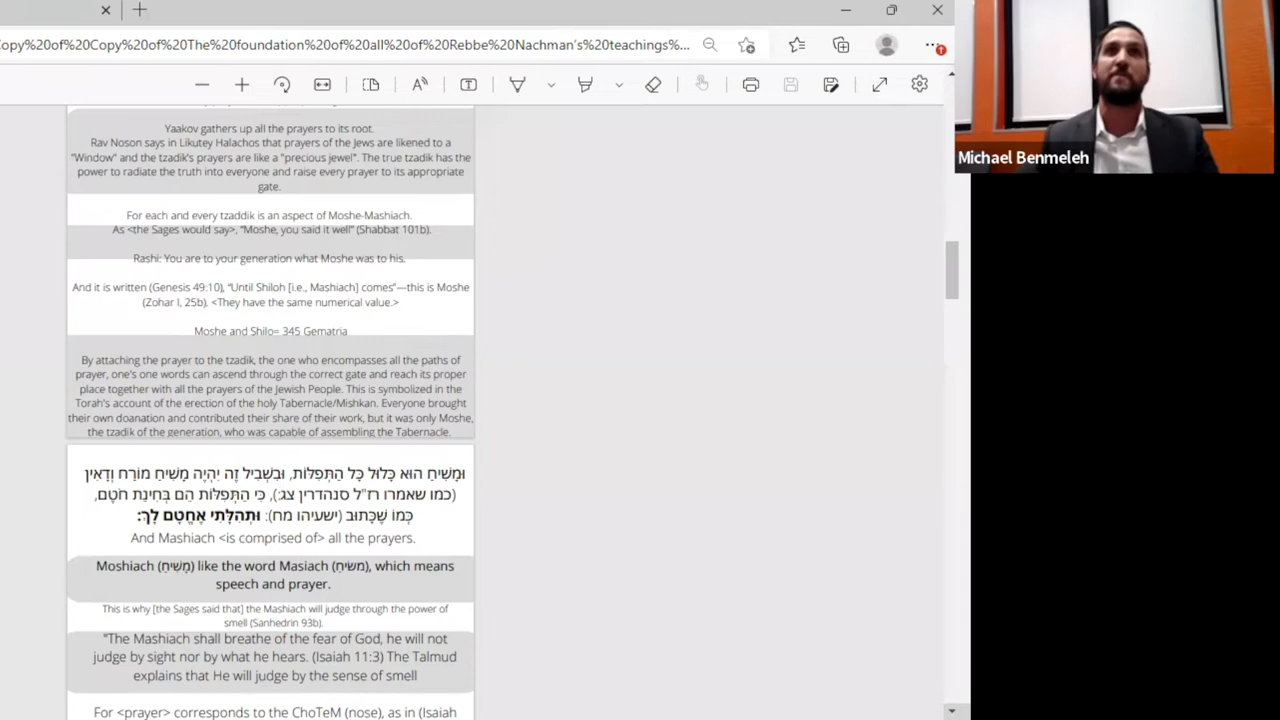 opy%20of%20Copy%20of%20The%20foundation%20of%20all%20of%20Rebbe%20Nachman's%20teachings%...
Michael Benmeleh
Yaakov gathers up all the prayers to its root.
Rav Noson says in Likutey Halachos that prayers of the Jews are likened to a
"Window" and the tzadik's prayers are like a "precious jewel". The true tzadik has the
power to radiate the truth into everyone and raise every prayer to its appropriate
gate.
For each and every tzaddik is an aspect of Moshe-Mashiach.
As <the Sages would say>, "Moshe, you said it well!" (Shabbat 101b).
Rashi: You are to your generation what Moshe was to his.
And it is written (Genesis 49:10), "Until Shiloh [i.e., Mashiach] comes"—this is Moshe
(Zohar I, 25b). <They have the same numerical value.>
Moshe and Shilo= 345 Gematria
By attaching the prayer to the tzadik, the one who encompasses all the paths of
prayer, one's one words can ascend through the correct gate and reach its proper
place together with all the prayers of the Jewish People. This is symbolized in the
Torah's account of the erection of the holy Tabernacle/Mishkan. Everyone brought
their own doanation and contributed their share of their work, but it was only Moshe,
the tzadik of the generation, who was capable of assembling the Tabernacle.
וּמָשִׁיחַ הוּא כָּלוּל כָּל הַתְּפִלּוֹת, וּבִשְׁבִיל זֶה יִהְיֶה מָשִׁיחַ מוֹרַח וְדָאִין
(כְּמוֹ שֶׁאָמרו רז"ל סנהדרין צג:), כִּי הַתְּפִלּוֹת הֵם בְּחִינַת חֹטֶם,
כְּמוֹ שֶׁכָּתוּב (ישעיהו מח): וּתְהִלָּתִי אֶחֱטָם לָךְ:
And Mashiach <is comprised of> all the prayers.
Moshiach (מָשִׁיחַ) like the word Masiach (משׂיח), which means
speech and prayer.
This is why [the Sages said that] the Mashiach will judge through the power of
smell (Sanhedrin 93b).
"The Mashiach shall breathe of the fear of God, he will not
judge by sight nor by what he hears. (Isaiah 11:3) The Talmud
explains that He will judge by the sense of smell
For <prayer> corresponds to the ChoTeM (nose), as in (Isaiah